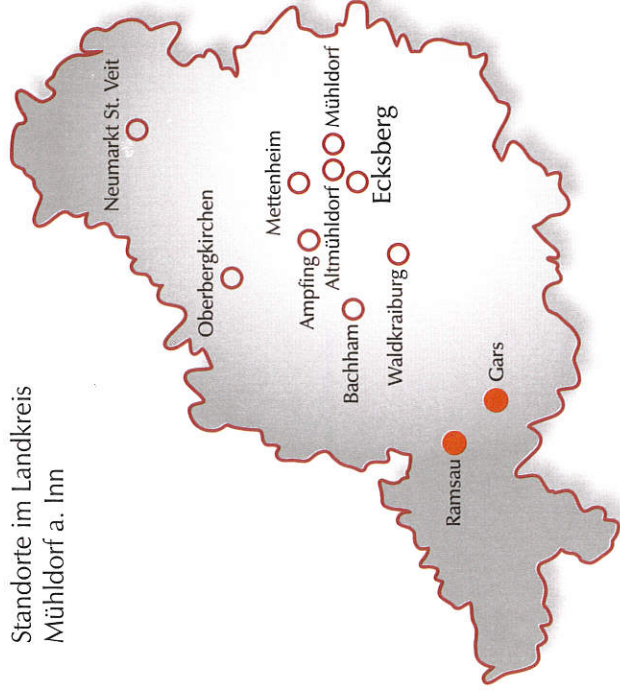 Standorte im Landkreis
Mühldorf a. Inn
Neumarkt St. Veit
Oberbergkirchen
Mettenheim
Ampfing
Altmühldorf
Mühldorf
Ecksberg
Bachham
Waldkraiburg
Gars
Ramsau